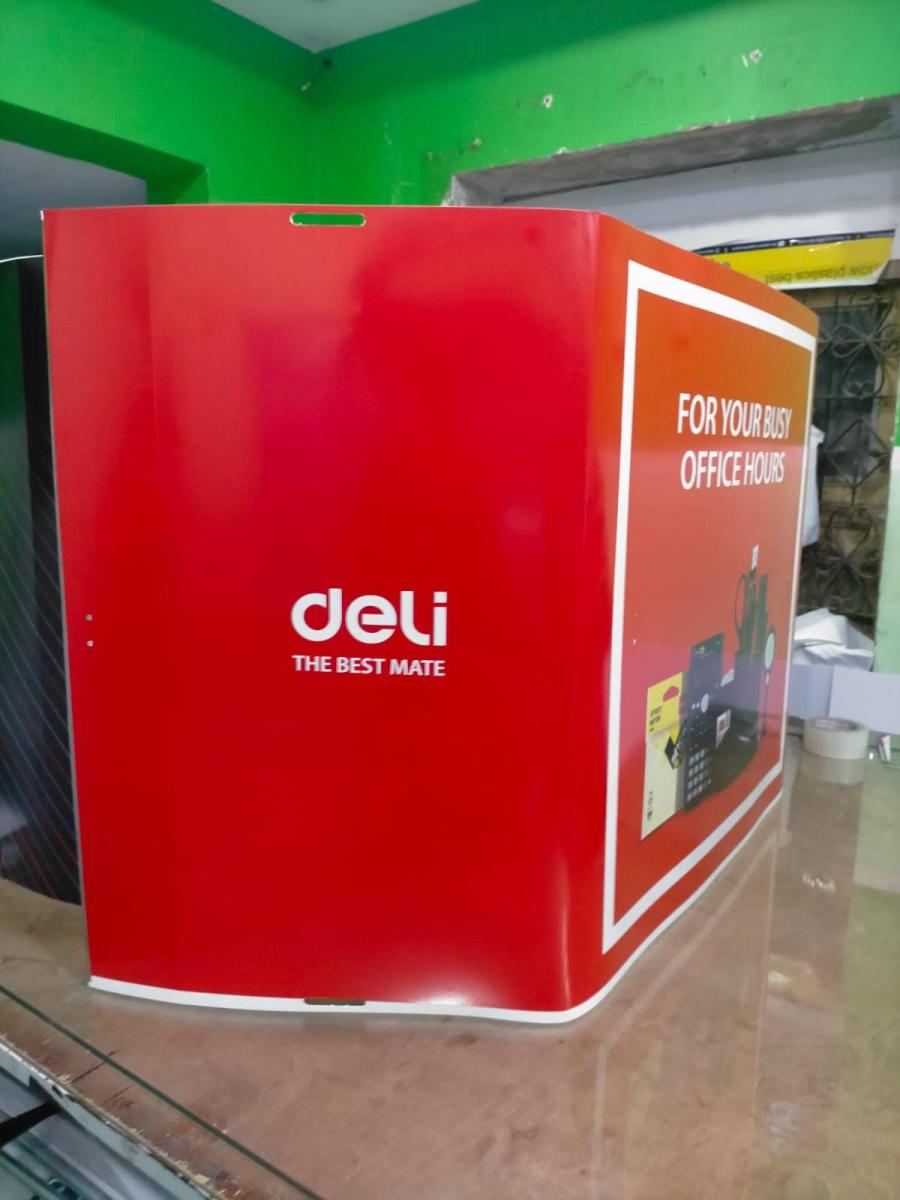 deli
THE BEST MATE
FOR YOUR BUSY
OFFICE HOURS